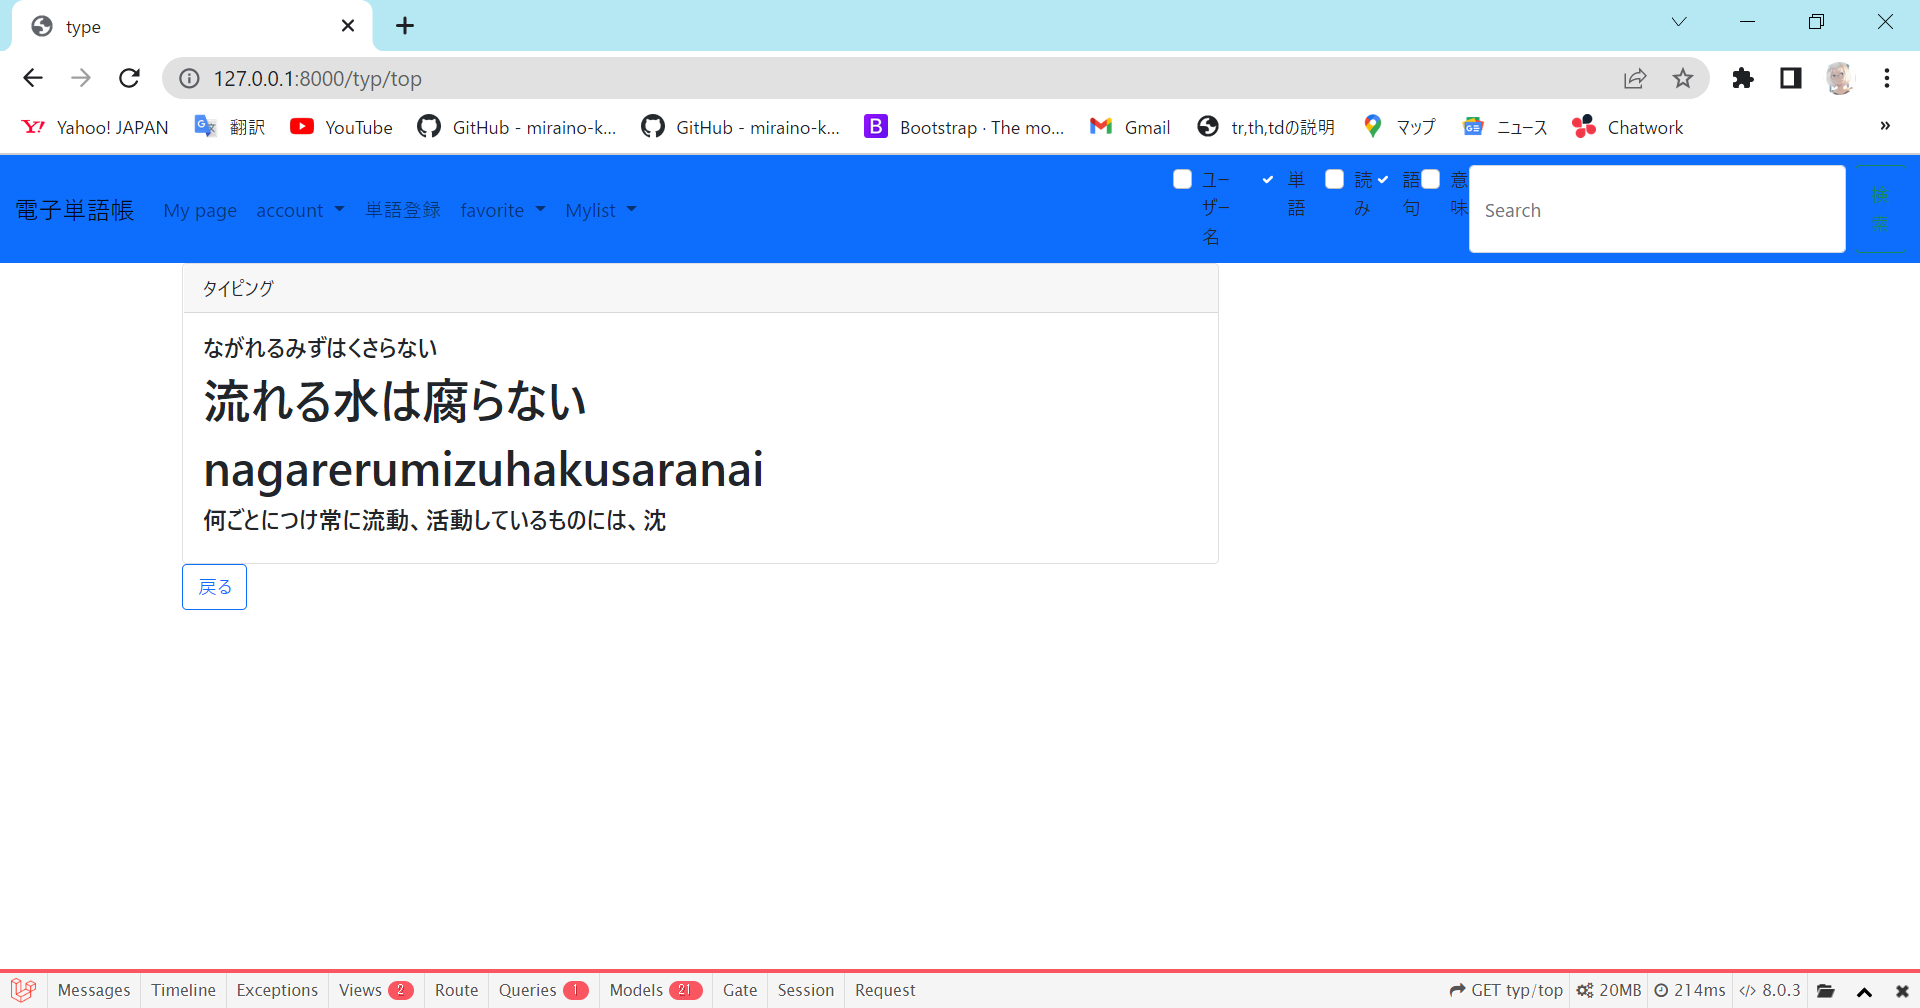 type
127.0.0.1:8000/typ/top
Yahoo! JAPAN 翻訳 YouTube GitHub - miraino-k... GitHub - miraino-k... Bootstrap · The mo... Gmail tr,th,tdの説明 マップ ニュース Chatwork »
電子単語帳 My page account 単語登録 favorite Mylist ユーザー名 単語 読み 語句 意味 Search 検索
タイピング
ながれるみずはくさらない
流れる水は腐らない
nagarerumizuhakusaranai
何ごとにつけ常に流動、活動しているものには、沈
戻る
Messages Timeline Exceptions Views 2 Route Queries 1 Models 21 Gate Session Request GET typ/top 20MB 214ms </> 8.0.3